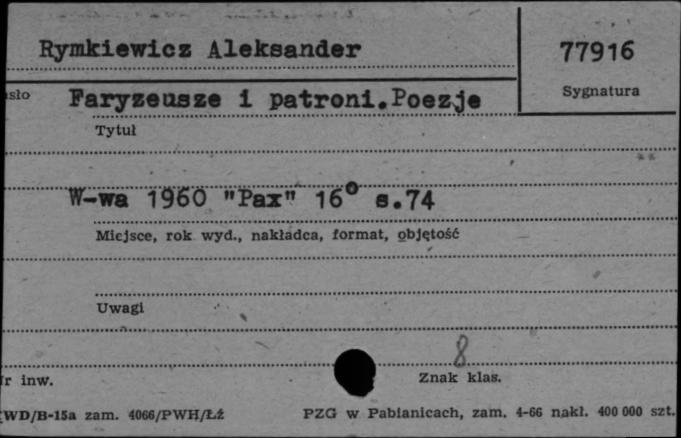 Rymkiewicz Aleksander
77916
Sygnatura
Faryzeusze i patroni.Poezje
Tytuł
W-wa 1960 "Pax" 16° s.74
Miejsce, rok wyd., nakładca, format, objętość
Uwagi
8
inw.
Znak klas.
WD/B-15a zam. 4066/PWH/Łż
PZG w Pabianicach, zam. 4-66 nakł. 400 000 szt.